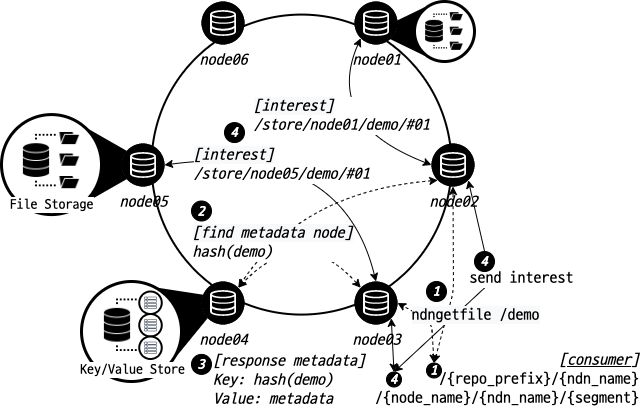 node06
node01
[interest]
/store/node01/demo/#01
4
[interest]
/store/node05/demo/#01
File Storage
node05
node02
2
[find metadata node]
hash(demo)
4
send interest
1
ndngetfile /demo
node04
node03
Key/Value Store
3
[response metadata]
Key: hash(demo)
Value: metadata
[consumer]
1
/{repo_prefix}/{ndn_name}
4
/{node_name}/{ndn_name}/{segment}